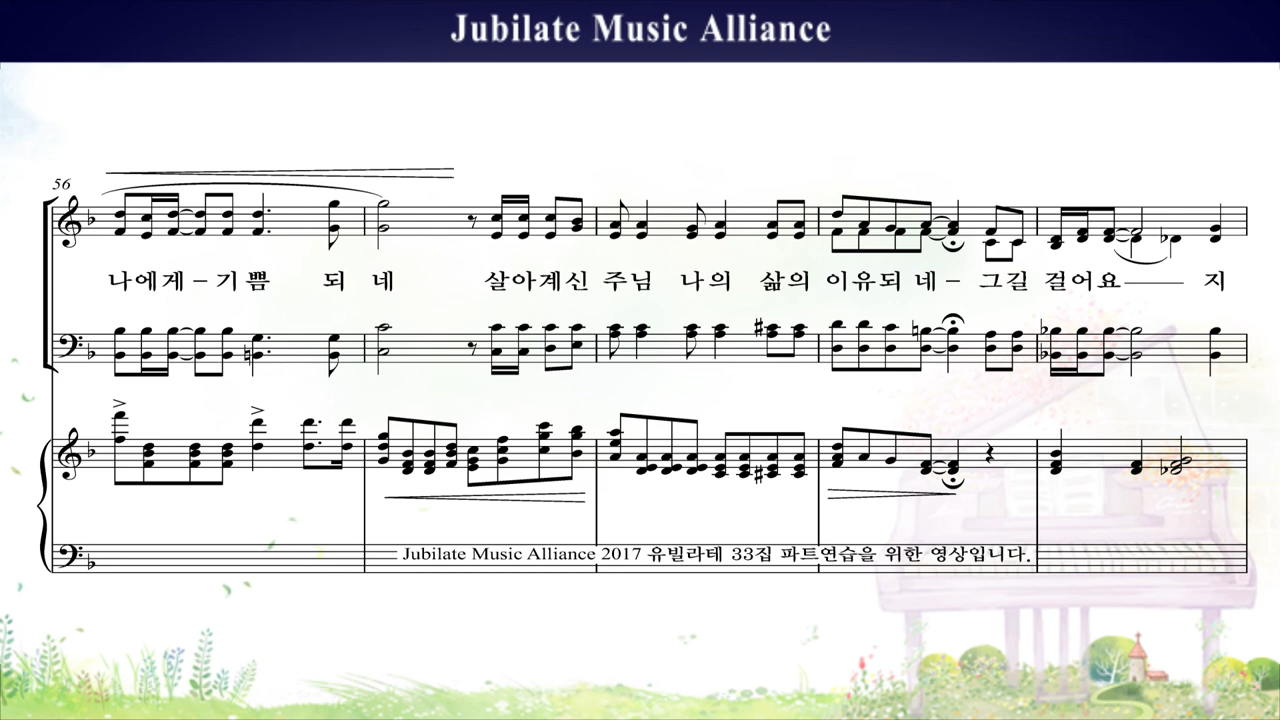 Jubilate Music Alliance
56
나에게 – 기 쁨 되 네 살아계신 주님 나의 삶의 이유되 네 – 그길 걸어요 —— 지
Jubilate Music Alliance 2017 유빌라테 33집 파트연습을 위한 영상입니다.